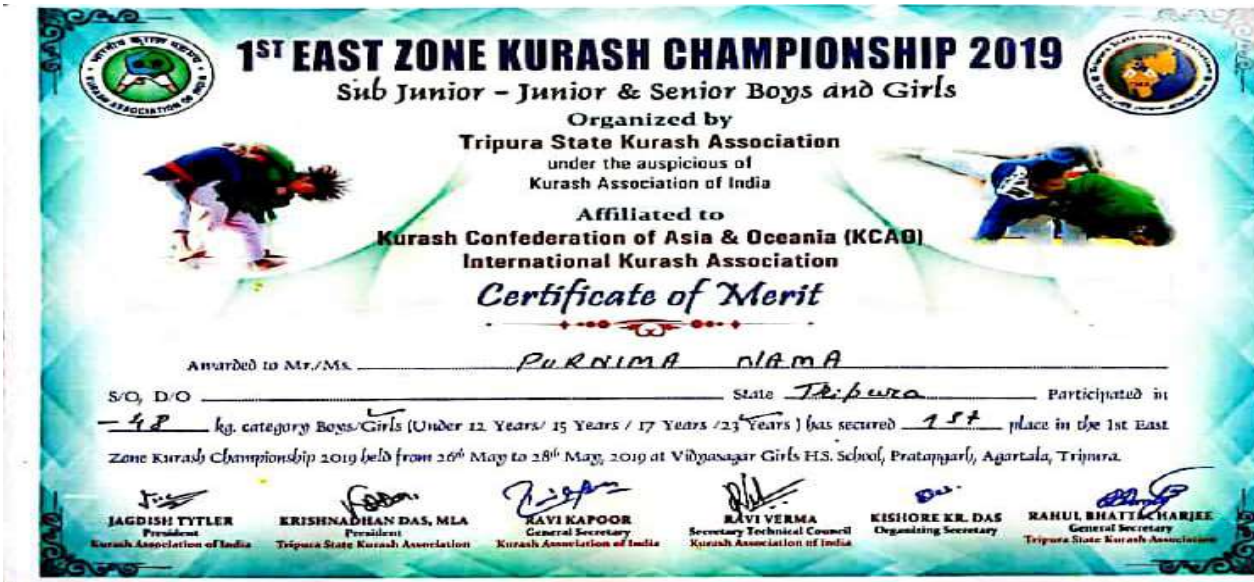 1ST EAST ZONE KURASH CHAMPIONSHIP 2019
Sub Junior - Junior & Senior Boys and Girls
Organized by
Tripura State Kurash Association
under the auspicious of
Kurash Association of India
Affiliated to
Kurash Confederation of Asia & Oceania (KCAO)
International Kurash Association
Certificate of Merit
Awarded to Mr./Ms. PURNIMA NAMA
S/O, D/O State Tripura Participated in
-48 kg. category Boys/Girls (Under 12 Years/ 15 Years / 17 Years /23 Years ) has secured 1st place in the 1st East
Zone Kurash Championship 2019 held from 26th May to 28th May, 2019 at Vidyasagar Girls H.S. School, Pratapgarh, Agartala, Tripura.
JAGDISH TYTLER KRISHNADHAN DAS, MLA RAVI KAPOOR RAVI VERMA KISHORE KR. DAS RAHUL BHATTACHARJEE
President President General Secretary Secretary Technical Council Organising Secretary General Secretary
Kurash Association of India Tripura State Kurash Association Kurash Association of India Kurash Association of India Tripura State Kurash Association